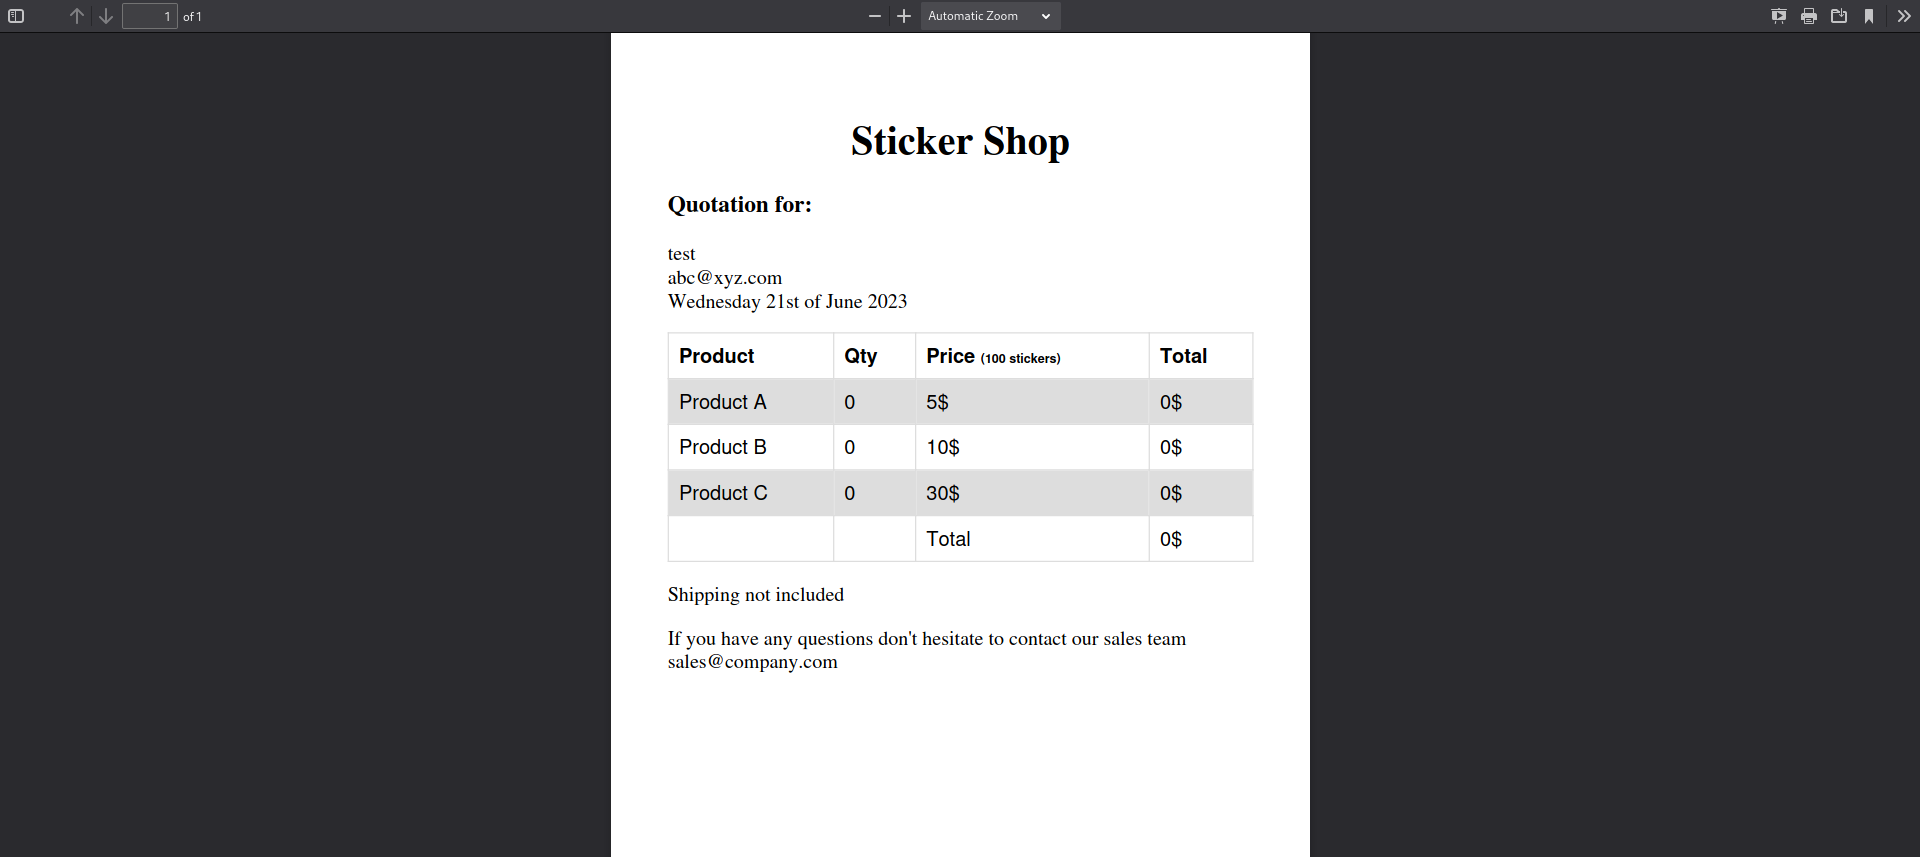 1 of 1 Automatic Zoom
Sticker Shop
Quotation for:
test
abc@xyz.com
Wednesday 21st of June 2023
Product Qty Price (100 stickers) Total
Product A 0 5$ 0$
Product B 0 10$ 0$
Product C 0 30$ 0$
Total 0$
Shipping not included
If you have any questions don't hesitate to contact our sales team
sales@company.com